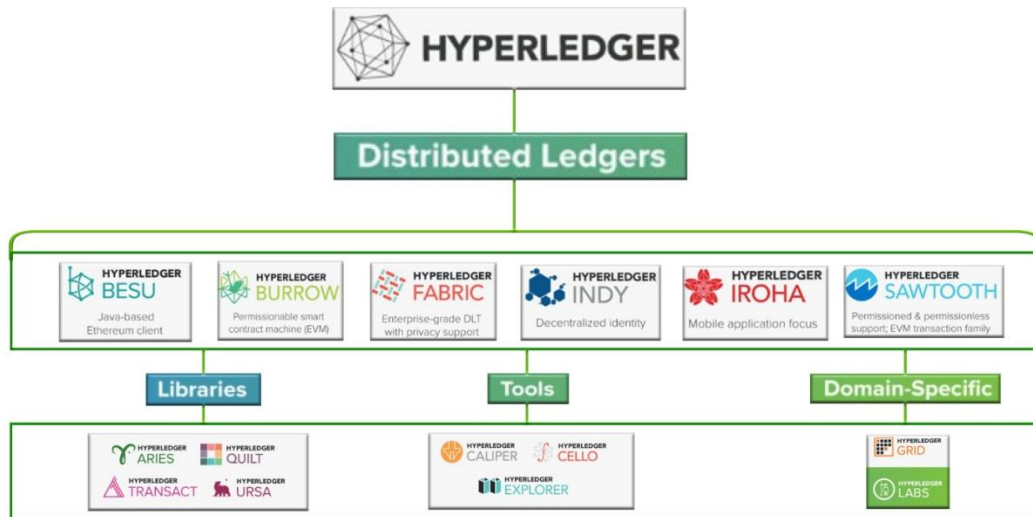 HYPERLEDGER
Distributed Ledgers
HYPERLEDGER
BESU
Java-based
Ethereum client
HYPERLEDGER
BURROW
Permissionable smart
contract machine (EVM)
HYPERLEDGER
FABRIC
Enterprise-grade DLT
with privacy support
HYPERLEDGER
INDY
Decentralized identity
HYPERLEDGER
IROHA
Mobile application focus
HYPERLEDGER
SAWTOOTH
Permissioned & permissionless
support; EVM transaction family
Libraries
Tools
Domain-Specific
HYPERLEDGER
ARIES
HYPERLEDGER
QUILT
HYPERLEDGER
TRANSACT
HYPERLEDGER
URSA
HYPERLEDGER
CALIPER
HYPERLEDGER
CELLO
HYPERLEDGER
EXPLORER
HYPERLEDGER
GRID
HYPERLEDGER
LABS